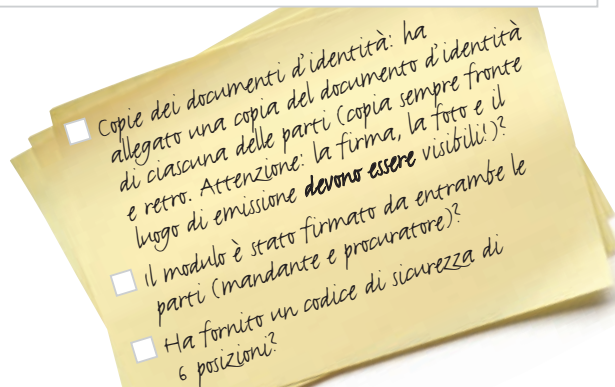 Copie dei documenti d'identità: ha
allegato una copia del documento d'identità
di ciascuna delle parti (copia sempre fronte
e retro. Attenzione: la firma, la foto e il
luogo di emissione devono essere visibili!)?
Il modulo è stato firmato da entrambe le
parti (mandante e procuratore)?
Ha fornito un codice di sicurezza di
6 posizioni?